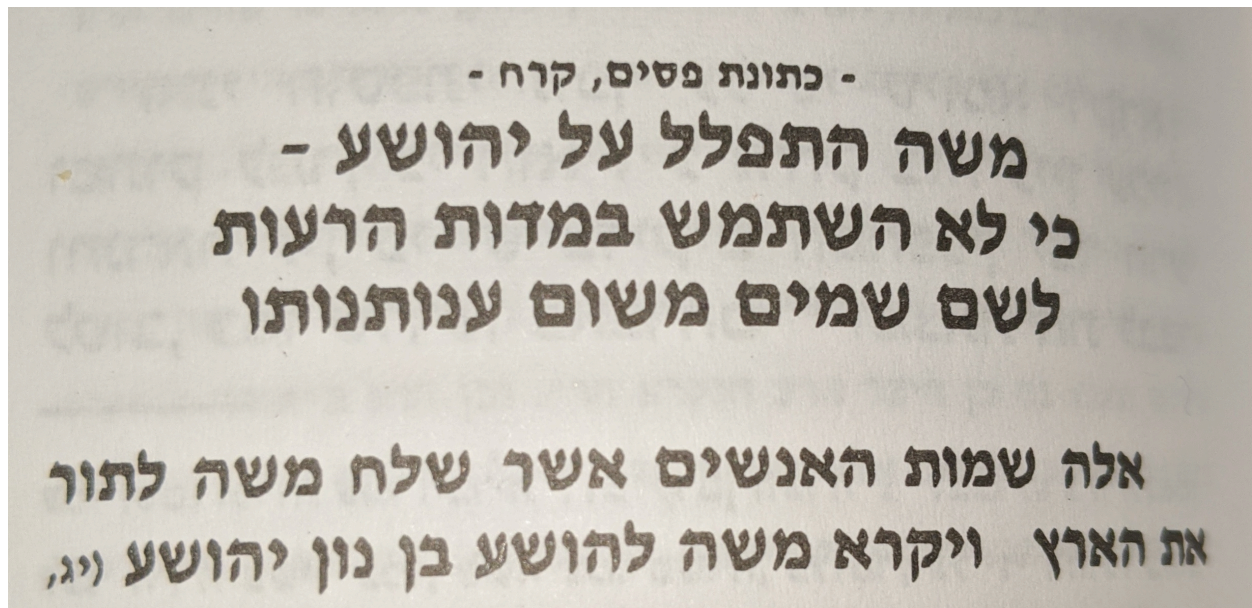 - כתונת פסים, קרח -
משה התפלל על יהושע –
כי לא השתמש במדות הרעות
לשם שמים משום ענותנותו
אלה שמות האנשים אשר שלח משה לתור
את הארץ ויקרא משה להושע בן נון יהושע (יג,